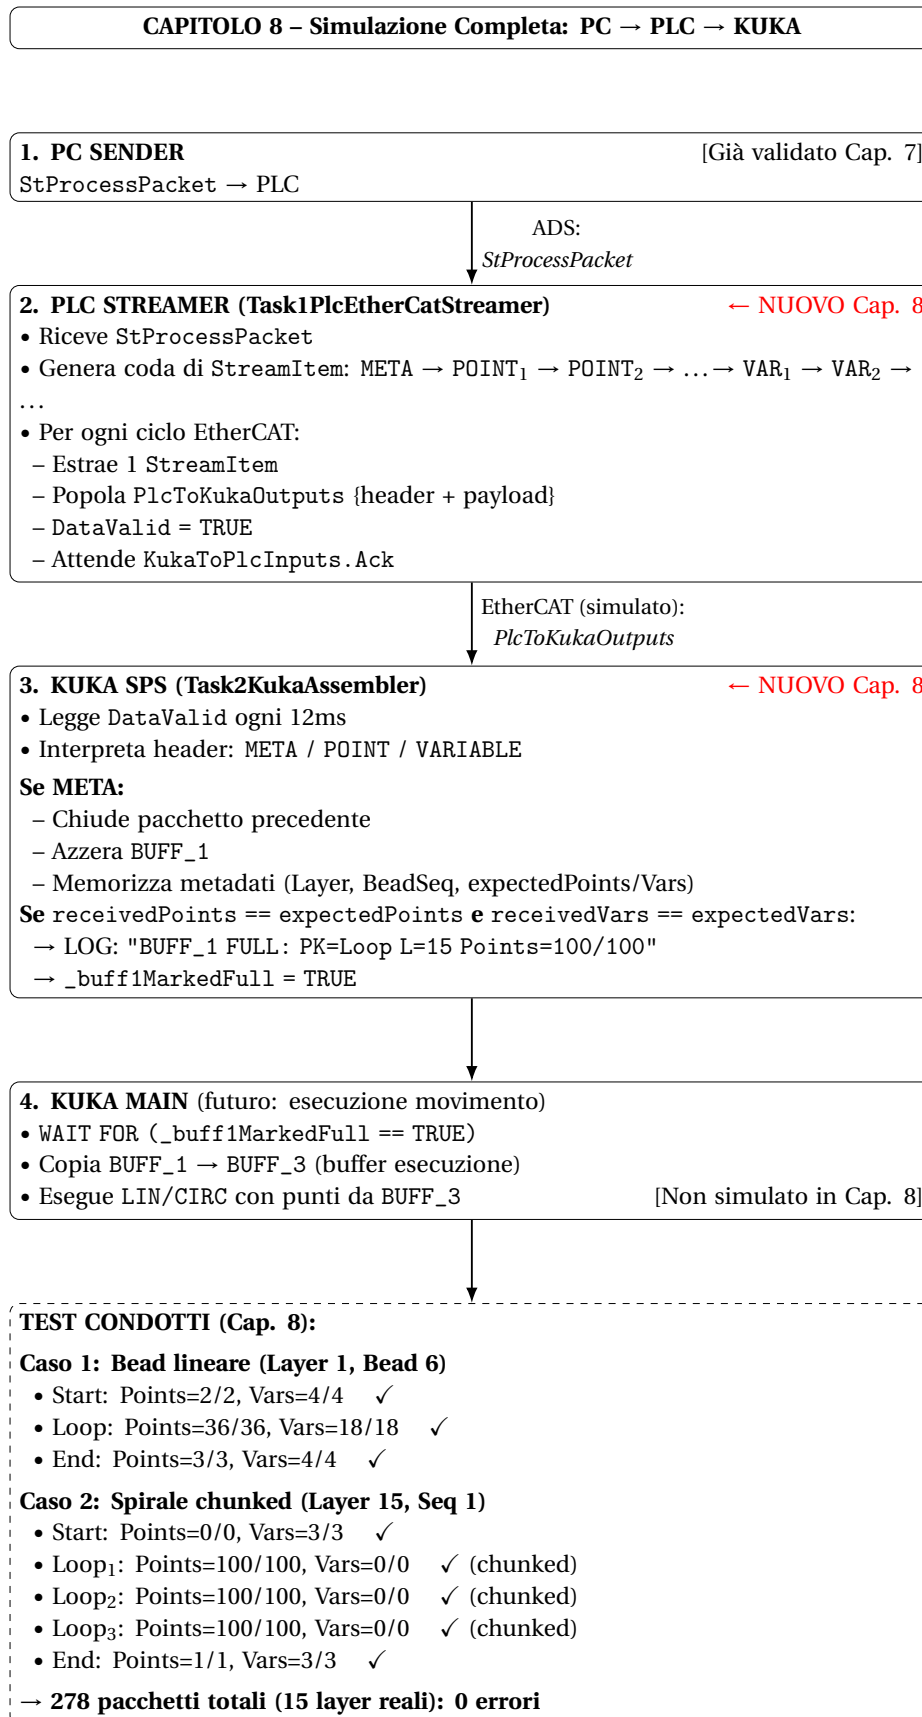 CAPITOLO 8 – Simulazione Completa: PC → PLC → KUKA
1. PC SENDER [Già validato Cap. 7]
StProcessPacket → PLC
ADS:
StProcessPacket
2. PLC STREAMER (Task1PlcEtherCatStreamer) ← NUOVO Cap. 8
• Riceve StProcessPacket
• Genera coda di StreamItem: META → POINT₁ → POINT₂ → ... → VAR₁ → VAR₂ →
...
• Per ogni ciclo EtherCAT:
– Estrae 1 StreamItem
– Popola PlcToKukaOutputs {header + payload}
– DataValid = TRUE
– Attende KukaToPlcInputs.Ack
EtherCAT (simulato):
PlcToKukaOutputs
3. KUKA SPS (Task2KukaAssembler) ← NUOVO Cap. 8
• Legge DataValid ogni 12ms
• Interpreta header: META / POINT / VARIABLE
Se META:
– Chiude pacchetto precedente
– Azzera BUFF_1
– Memorizza metadati (Layer, BeadSeq, expectedPoints/Vars)
Se receivedPoints == expectedPoints e receivedVars == expectedVars:
→ LOG: "BUFF_1 FULL: PK=Loop L=15 Points=100/100"
→ _buff1MarkedFull = TRUE
4. KUKA MAIN (futuro: esecuzione movimento)
• WAIT FOR (_buff1MarkedFull == TRUE)
• Copia BUFF_1 → BUFF_3 (buffer esecuzione)
• Esegue LIN/CIRC con punti da BUFF_3 [Non simulato in Cap. 8]
TEST CONDOTTI (Cap. 8):
Caso 1: Bead lineare (Layer 1, Bead 6)
• Start: Points=2/2, Vars=4/4 ✓
• Loop: Points=36/36, Vars=18/18 ✓
• End: Points=3/3, Vars=4/4 ✓
Caso 2: Spirale chunked (Layer 15, Seq 1)
• Start: Points=0/0, Vars=3/3 ✓
• Loop₁: Points=100/100, Vars=0/0 ✓ (chunked)
• Loop₂: Points=100/100, Vars=0/0 ✓ (chunked)
• Loop₃: Points=100/100, Vars=0/0 ✓ (chunked)
• End: Points=1/1, Vars=3/3 ✓
→ 278 pacchetti totali (15 layer reali): 0 errori